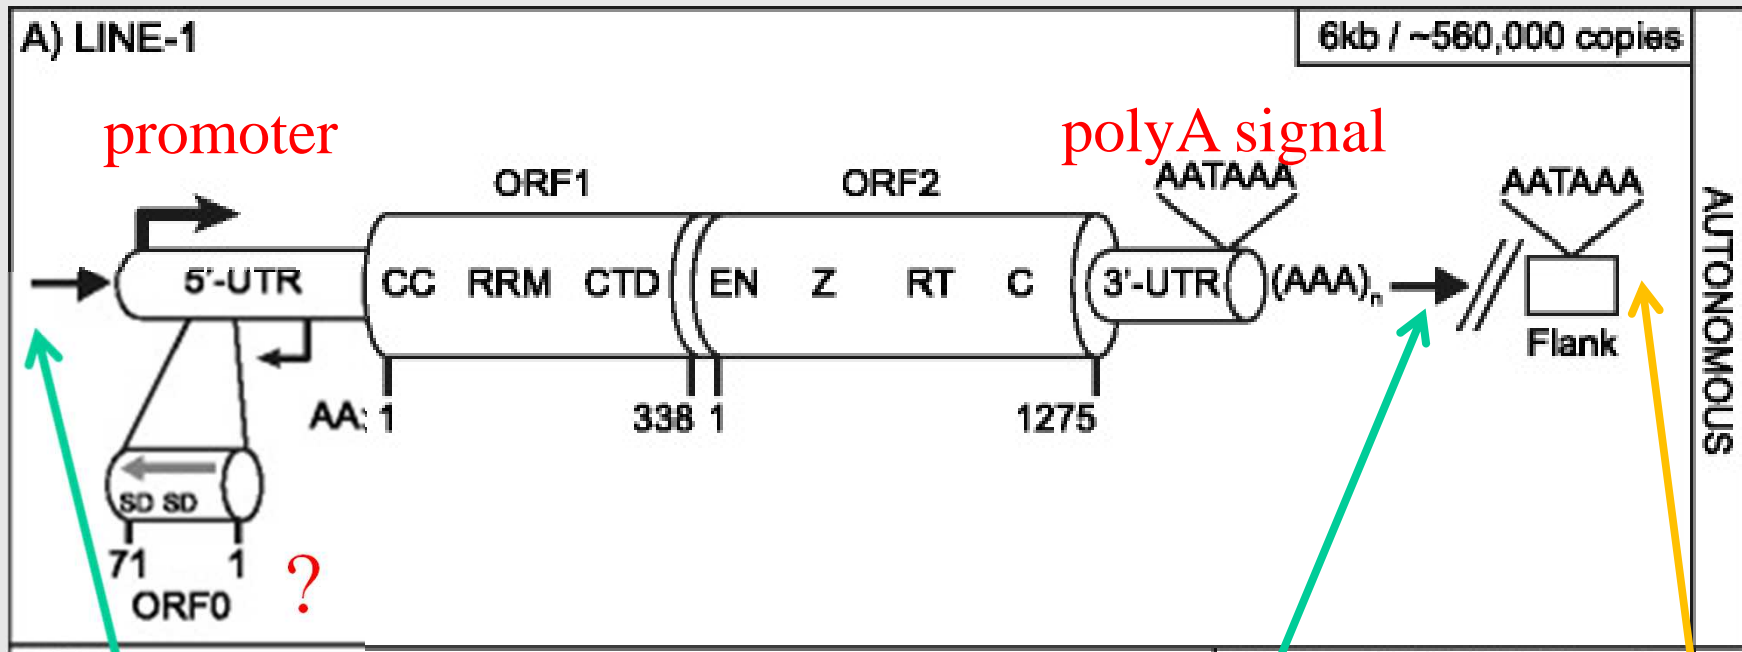 A) LINE-1
6kb / ~560,000 copies
promoter
polyA signal
ORF1
ORF2
AATAAA
AATAAA
5′-UTR
CC RRM CTD
EN Z RT C
3′-UTR
(AAA)n
Flank
AA: 1
338 1
1275
SD SD
71 1
?
ORF0
AUTONOMOUS